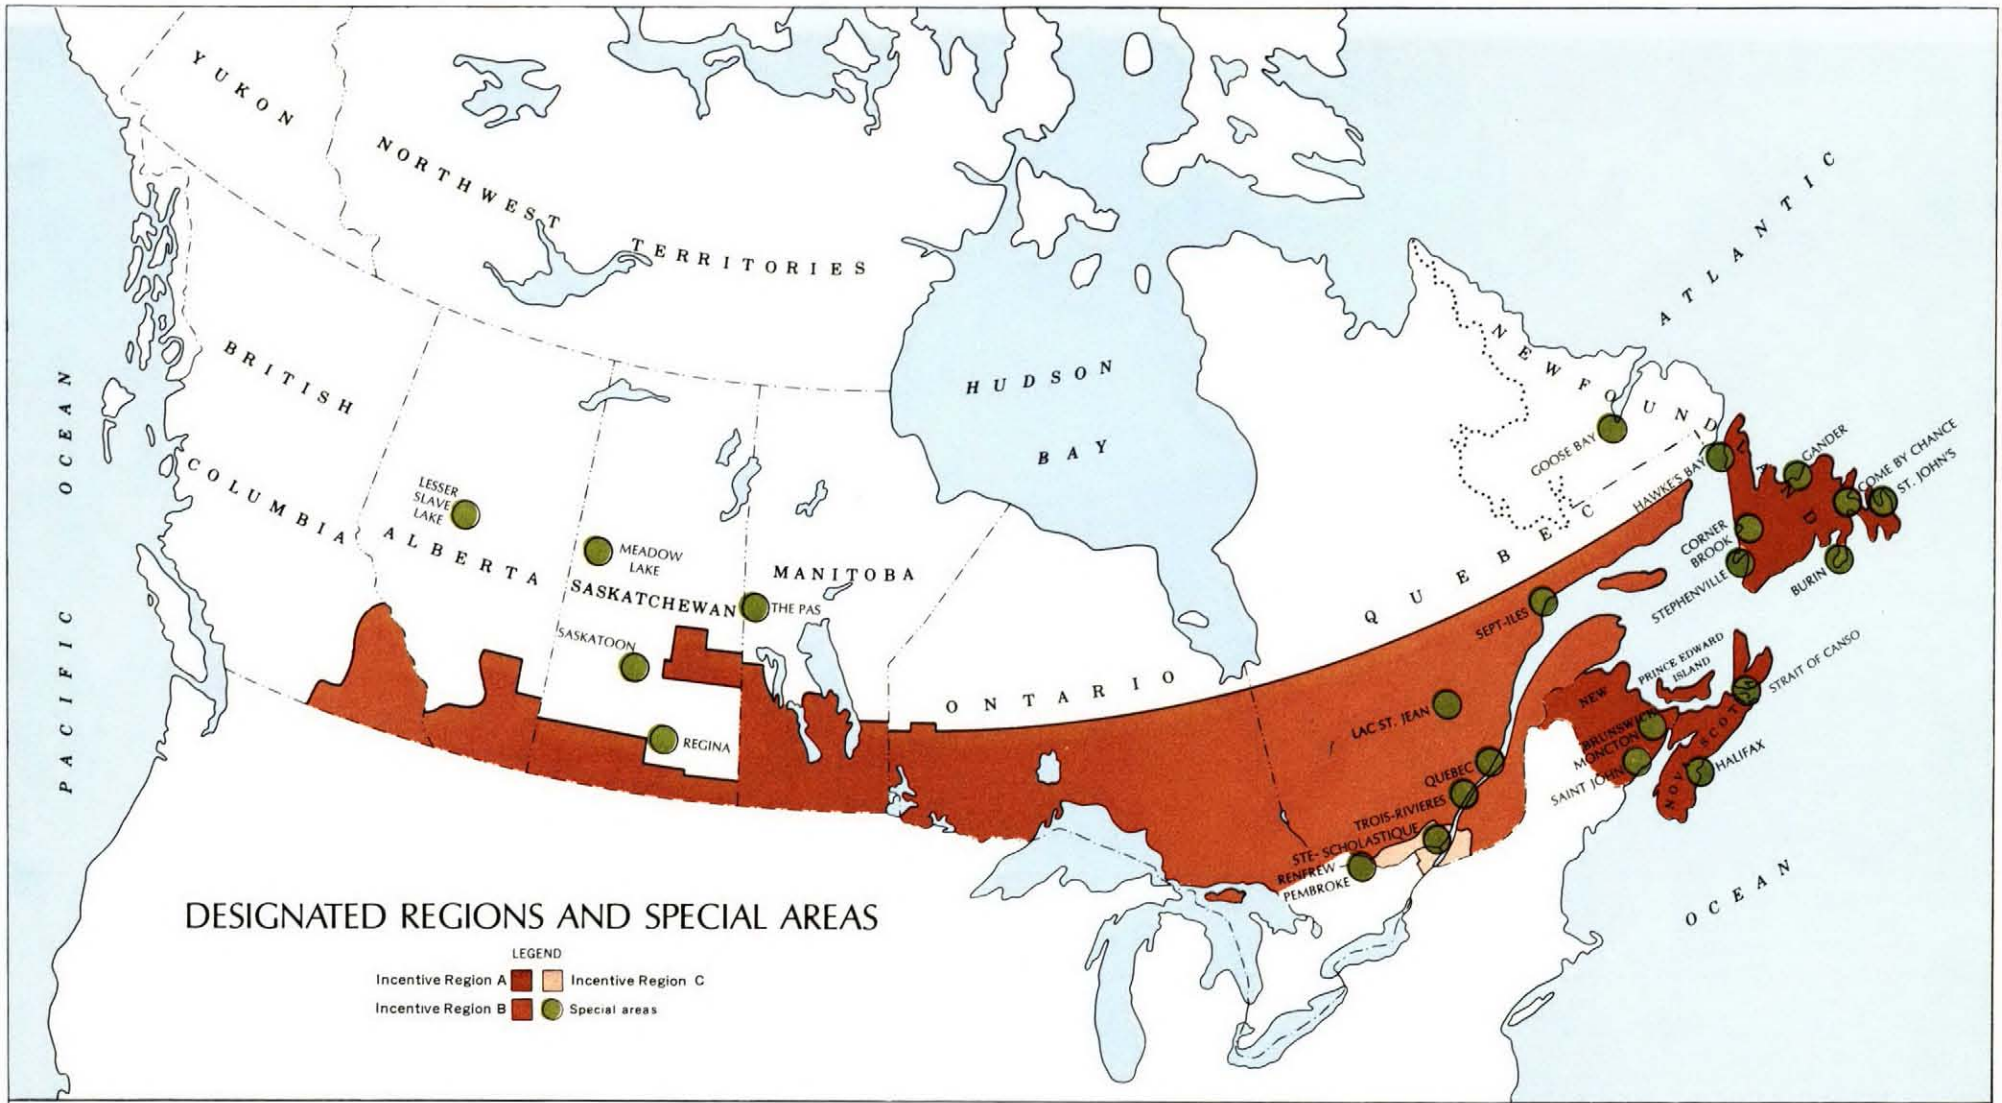 YUKON
NORTHWEST
TERRITORIES
ATLANTIC
BRITISH
COLUMBIA
PACIFIC OCEAN
HUDSON
BAY
NEWFOUNDLAND
GOOSE BAY
HAWKE'S BAY
GANDER
COME BY CHANCE
ST. JOHN'S
LESSER
SLAVE
LAKE
ALBERTA
MEADOW
LAKE
SASKATCHEWAN
MANITOBA
THE PAS
SASKATOON
REGINA
ONTARIO
QUEBEC
CORNER
BROOK
STEPHENVILLE
BURIN
SEPT-ILES
PRINCE EDWARD
ISLAND
STRAIT OF CANSO
NEW
BRUNSWICK
MONCTON
SAINT JOHN
NOVA SCOTIA
HALIFAX
LAC ST. JEAN
QUEBEC
TROIS-RIVIERES
STE- SCHOLASTIQUE
RENFREW
PEMBROKE
OCEAN
DESIGNATED REGIONS AND SPECIAL AREAS
LEGEND
Incentive Region A
Incentive Region C
Incentive Region B
Special areas